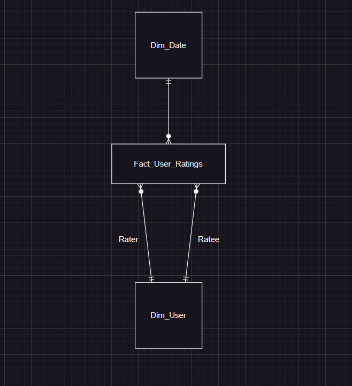 Dim_Date
Fact_User_Ratings
Rater
Ratee
Dim_User